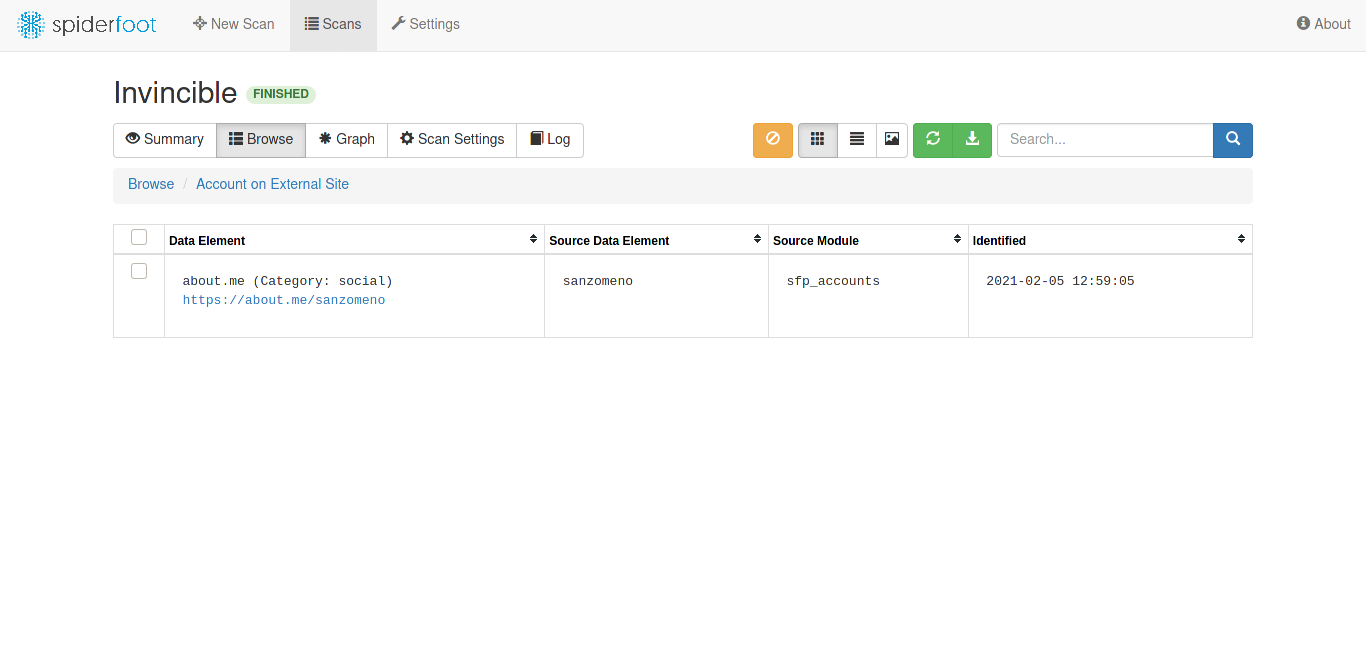 spiderfoot New Scan Scans Settings About
Invincible FINISHED
Summary Browse Graph Scan Settings Log Search...
Browse / Account on External Site
Data Element Source Data Element Source Module Identified
about.me (Category: social) sanzomeno sfp_accounts 2021-02-05 12:59:05
https://about.me/sanzomeno